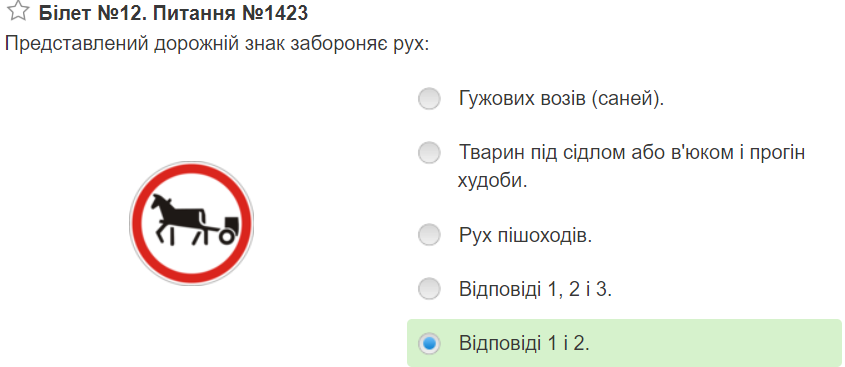 Білет №12. Питання №1423
Представлений дорожній знак забороняє рух:
Гужових возів (саней).
Тварин під сідлом або в'юком і прогін
худоби.
Рух пішоходів.
Відповіді 1, 2 і 3.
Відповіді 1 і 2.